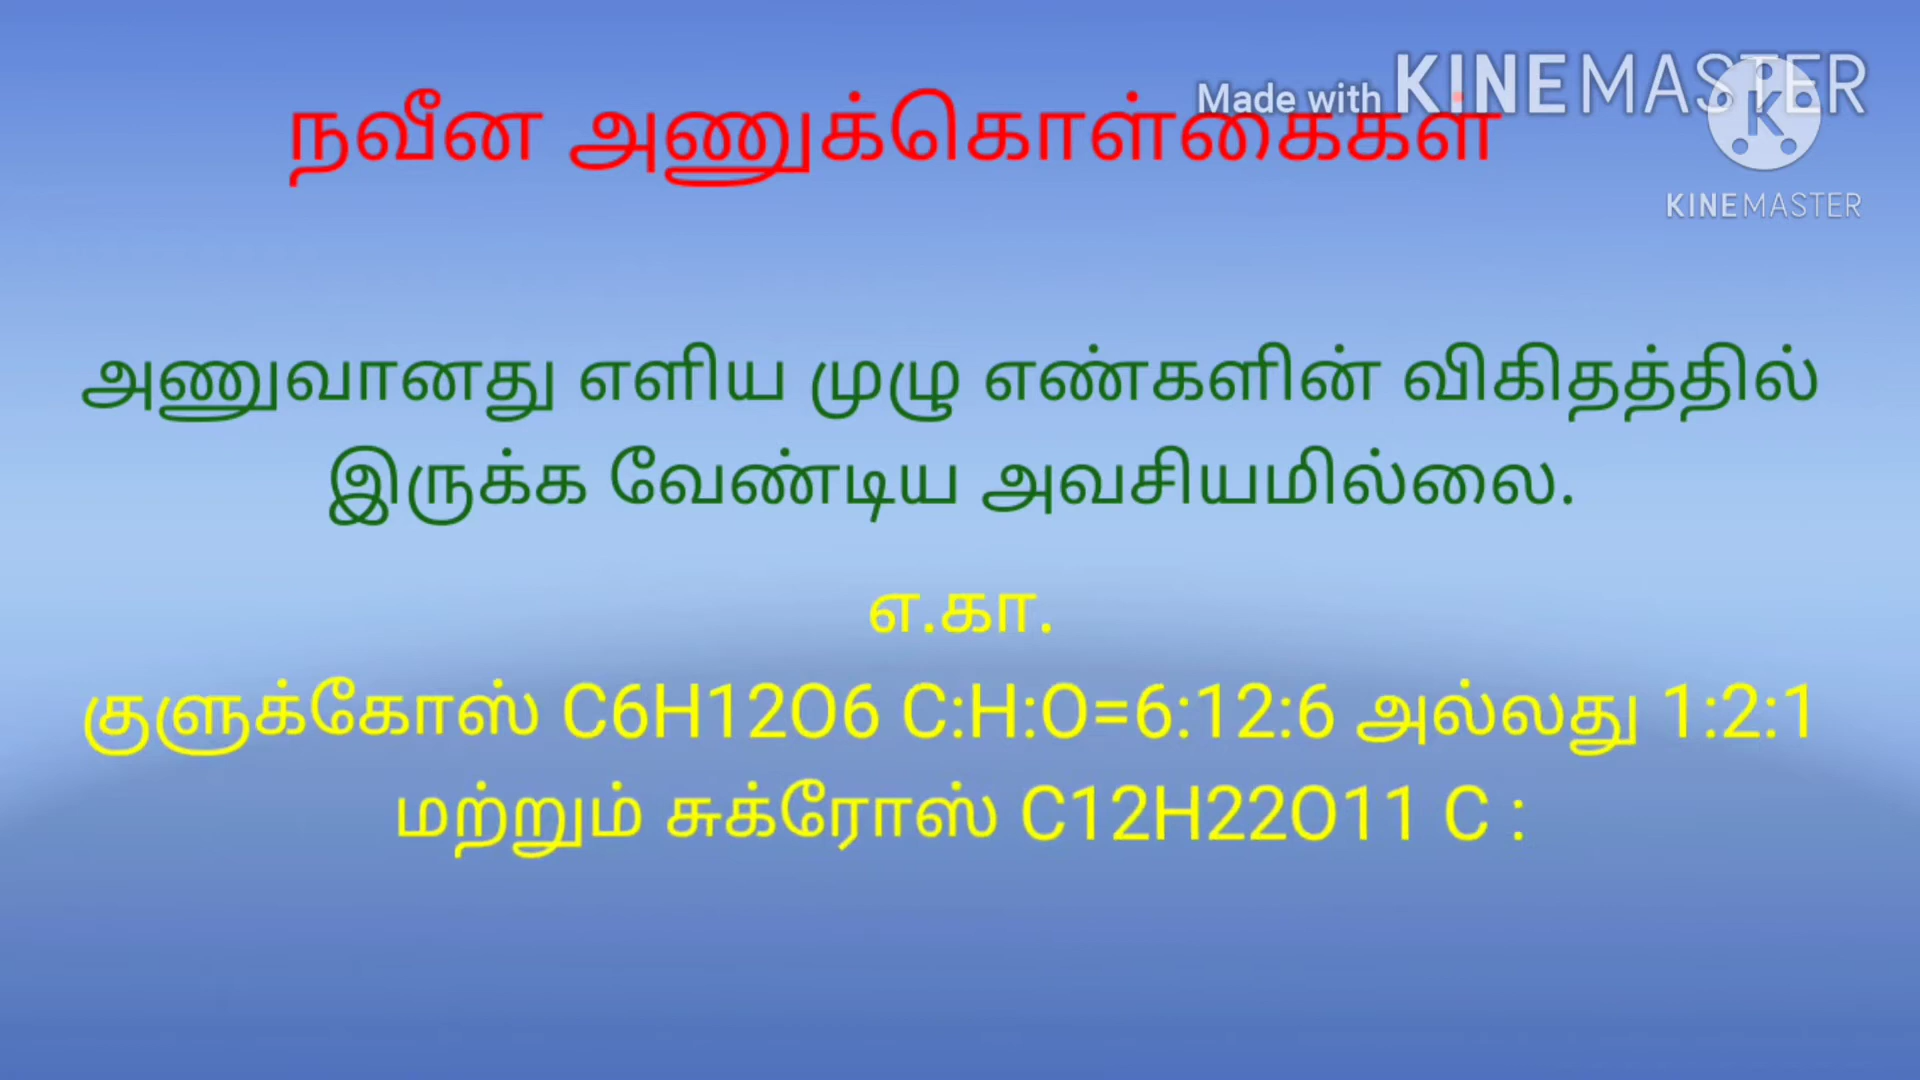 Made with KINEMASTER
நவீன அணுக்கொள்கைகள்
KINEMASTER
அணுவானது எளிய முழு எண்களின் விகிதத்தில்
இருக்க வேண்டிய அவசியமில்லை.
எ.கா.
குளுக்கோஸ் C6H12O6 C:H:O=6:12:6 அல்லது 1:2:1
மற்றும் சுக்ரோஸ் C12H22O11 C :